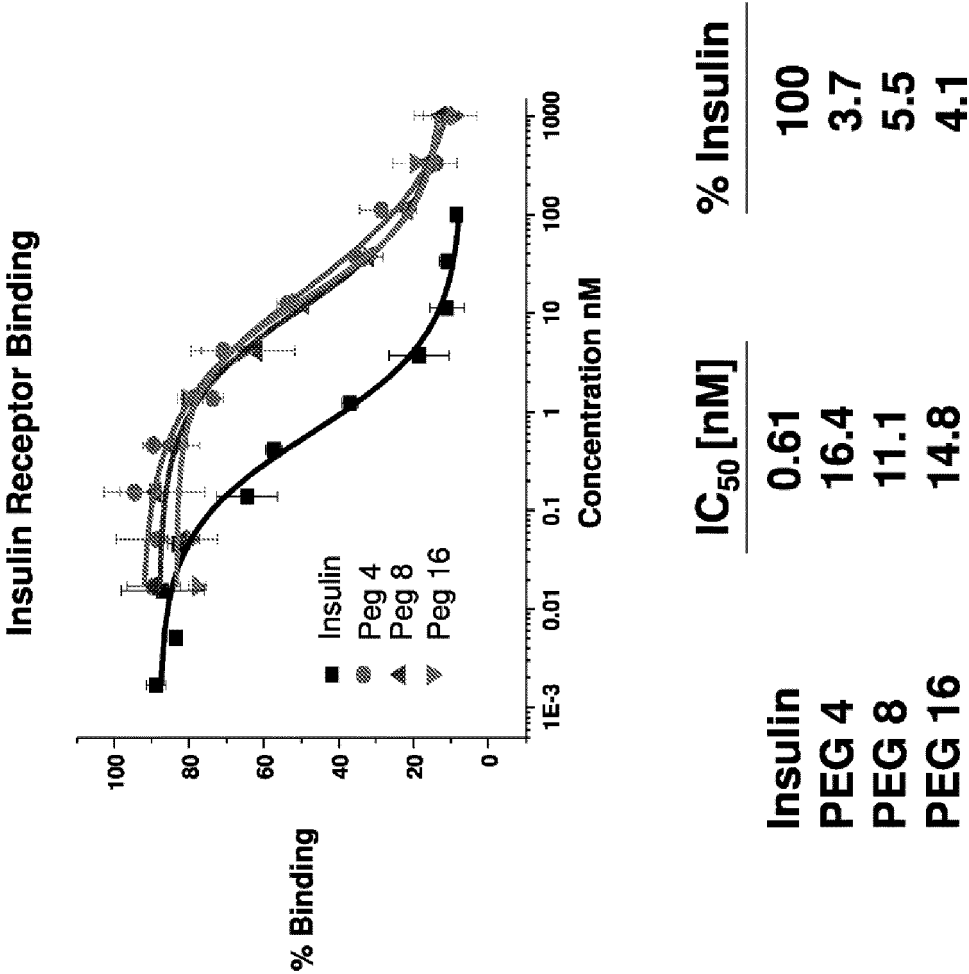 Insulin Receptor Binding
% Binding
100
80
60
40
20
0
Insulin
Peg 4
Peg 8
Peg 16
1E-3
0.01
0.1
1
10
100
1000
Concentration nM
IC50 [nM] % Insulin
Insulin 0.61 100
PEG 4 16.4 3.7
PEG 8 11.1 5.5
PEG 16 14.8 4.1